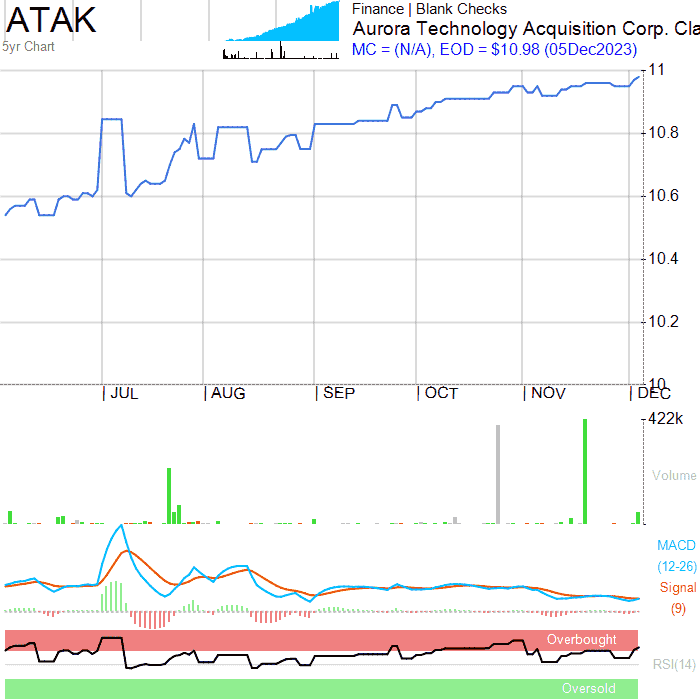 ATAK
5yr Chart
Finance | Blank Checks
Aurora Technology Acquisition Corp. Cla
MC = (N/A), EOD = $10.98 (05Dec2023)
11
10.8
10.6
10.4
10.2
10
| JUL | AUG | SEP | OCT | NOV | DEC
422k
Volume
MACD
(12-26)
Signal
(9)
Overbought
RSI(14)
Oversold